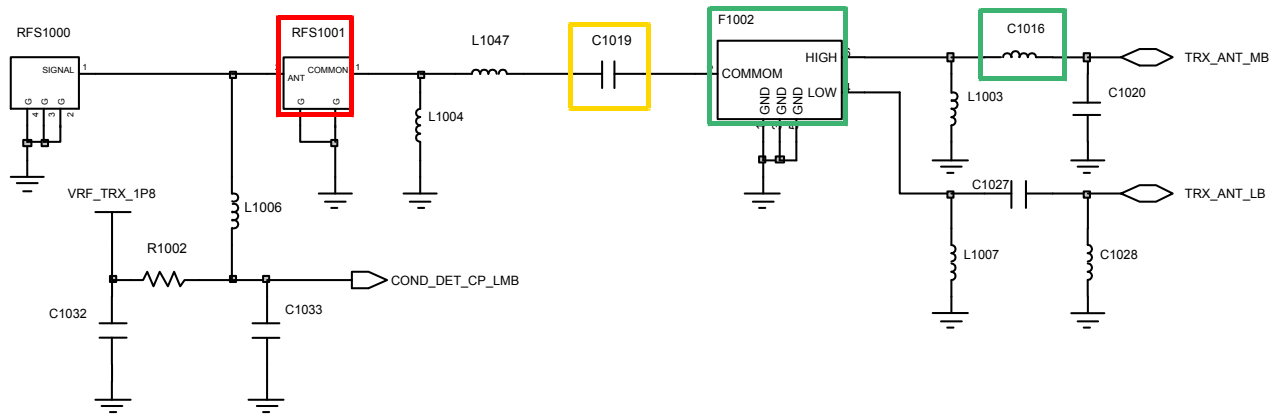 RFS1000
SIGNAL
1
G
G
G
4
3
2
RFS1001
ANT
COMMON
1
G
G
L1047
C1019
F1002
COMMOM
HIGH
LOW
GND
GND
GND
C1016
TRX_ANT_MB
L1003
C1020
L1004
VRF_TRX_1P8
L1006
C1027
TRX_ANT_LB
R1002
L1007
C1028
COND_DET_CP_LMB
C1032
C1033